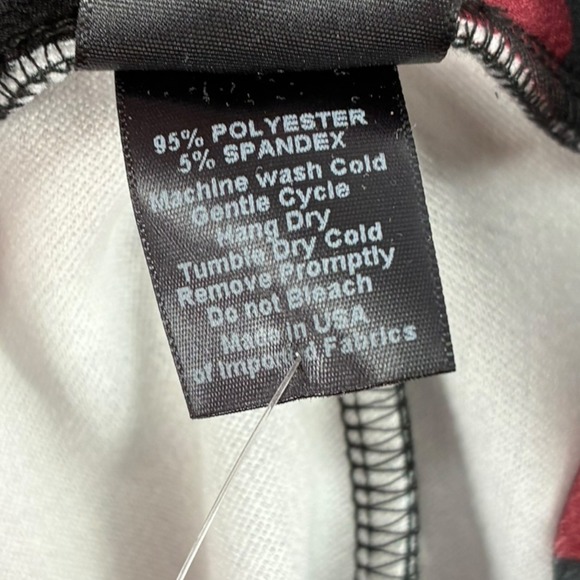 95% POLYESTER
5% SPANDEX
Machine wash Cold
Gentle Cycle
Hang Dry
Tumble Dry Cold
Remove Promptly
Do not Bleach
Made in USA
of Imported Fabrics